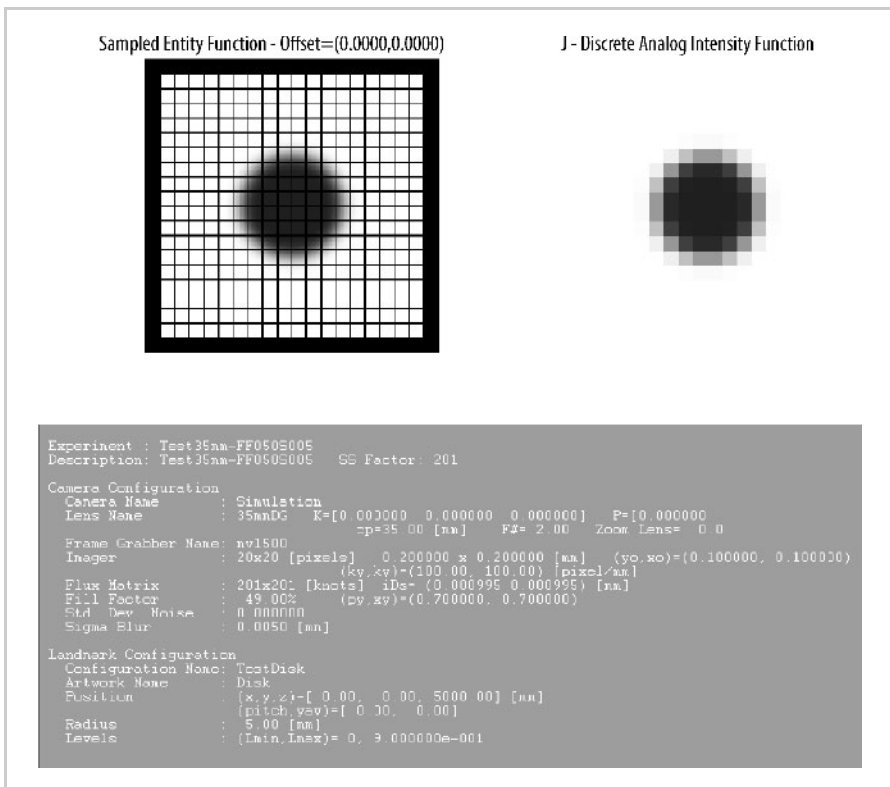 Sampled Entity Function - Offset=(0.0000,0.0000)
J - Discrete Analog Intensity Function
Experiment : Test35mm-FF050S005
Description: Test35mm-FF050S005 SS Factor: 201
Camera Configuration
Camera Name : Simulation
Lens Name : 35mmDG K=[0.000000 0.000000 0.000000] P=[0.000000
cp=35.00 [mm] F#= 2.00 Zoom Lens= 0.0
Frame Grabber Name: nvl500
Imager : 20x20 [pixels] 0.200000 x 0.200000 [mm] (yo,xo)=(0.100000, 0.100000)
(ky,ky)=(100.00, 100.00) [pixel/mm]
Flux Matrix : 201x201 [knots] iDs= (0.000995 0.000995) [mm]
Fill Factor : 49.00% (py,xy)=(0.700000, 0.700000)
Std. Dev. Noise : 0.000000
Sigma Blur : 0.0050 [mm]
Landmark Configuration
Configuration Name: TestDisk
Artwork Name : Disk
Position : (x,y,z)=[ 0.00, 0.00, 5000.00] [mm]
(pitch,yaw)=[ 0.00, 0.00]
Radius : 5.00 [mm]
Levels : (Imin,Imax)= 0, 9.000000e-001